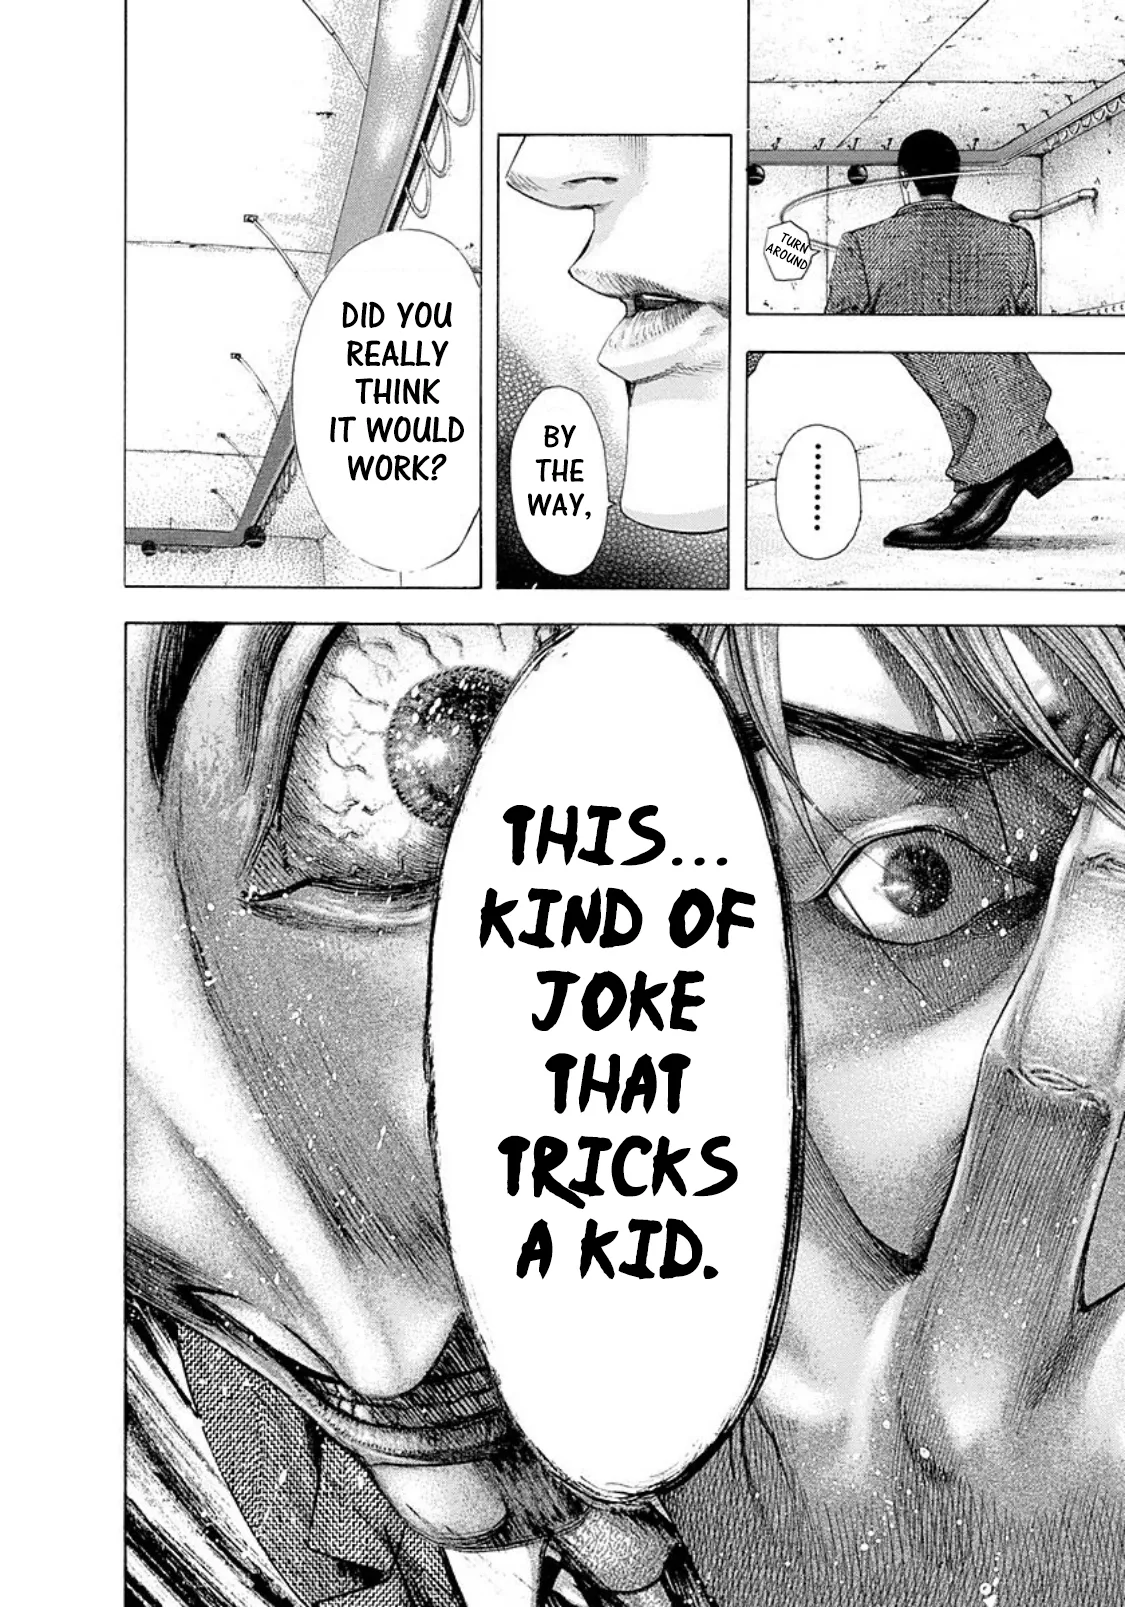 TURN
AROUND
........
BY
THE
WAY,
DID YOU
REALLY
THINK
IT WOULD
WORK?
THIS...
KIND OF
JOKE
THAT
TRICKS
A KID.